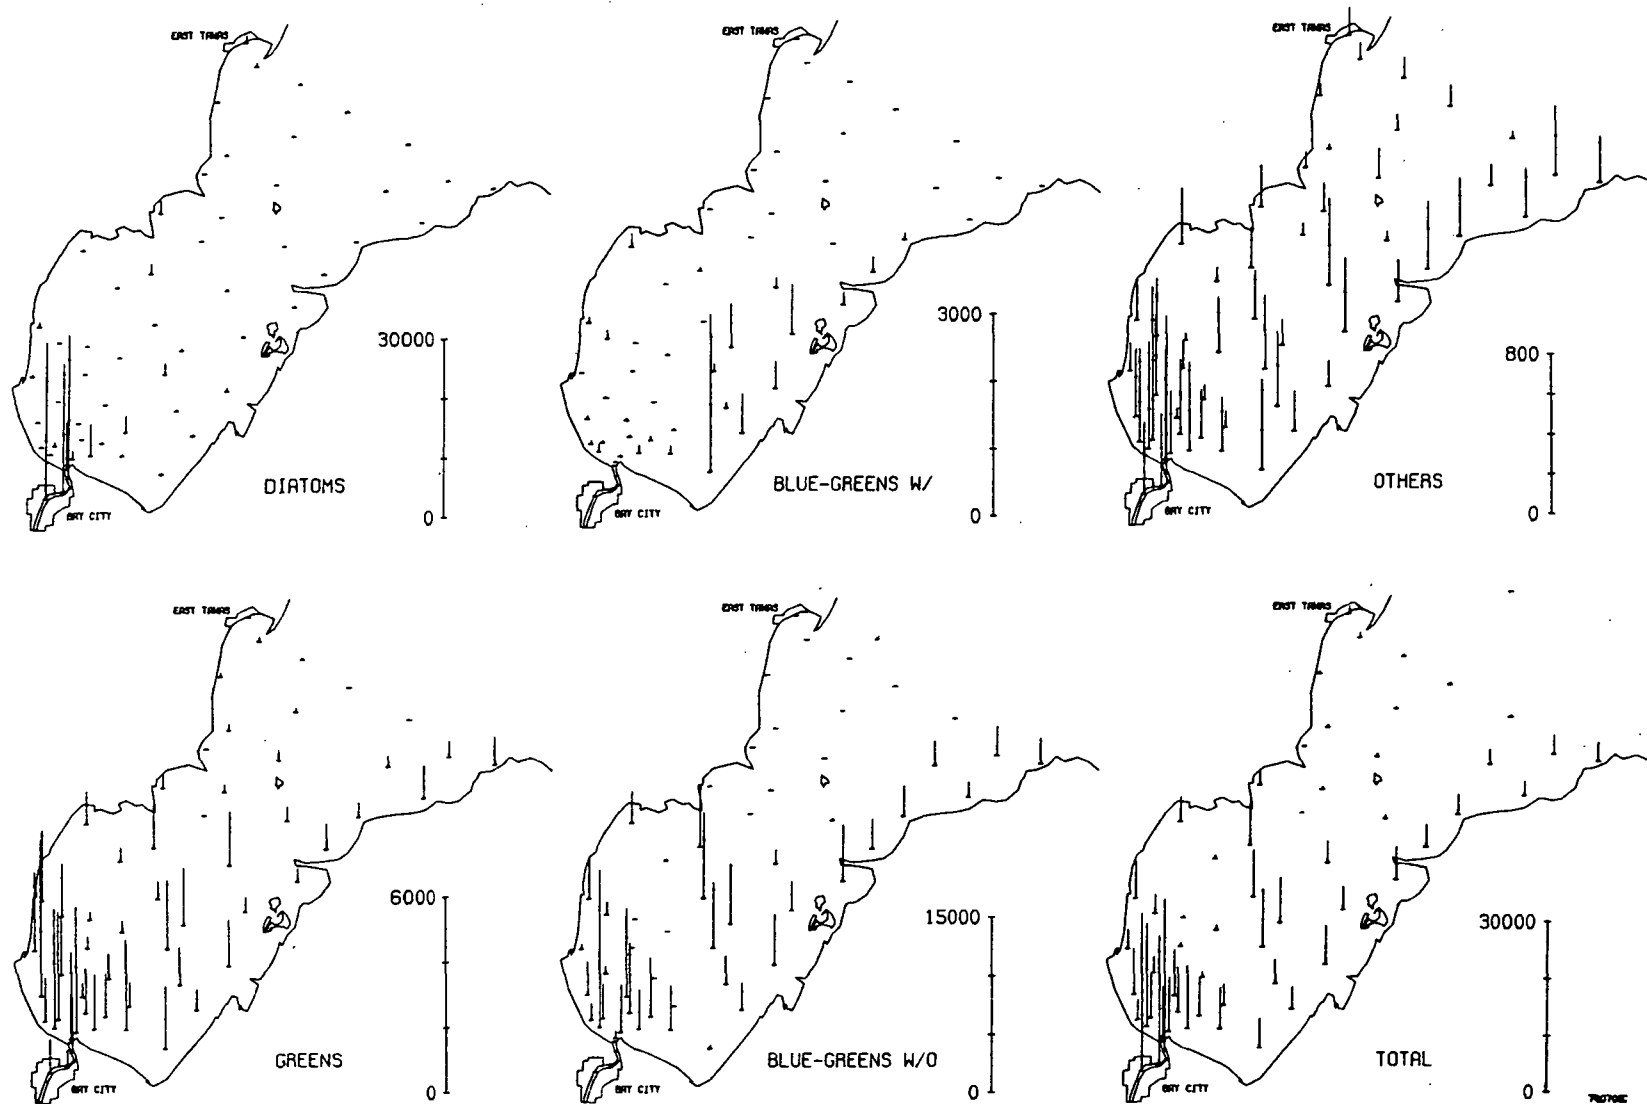 EAST TAWAS
30000
0
DIATOMS
BAY CITY
EAST TAWAS
3000
0
BLUE-GREENS W/
BAY CITY
EAST TAWAS
800
0
OTHERS
BAY CITY
EAST TAWAS
6000
0
GREENS
BAY CITY
EAST TAWAS
15000
0
BLUE-GREENS W/O
BAY CITY
EAST TAWAS
30000
0
TOTAL
BAY CITY